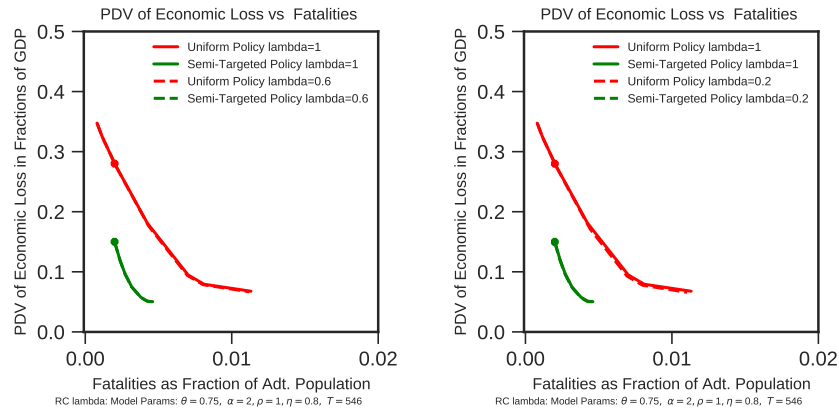 PDV of Economic Loss vs Fatalities
PDV of Economic Loss in Fractions of GDP
0.5
0.4
0.3
0.2
0.1
0.0
Uniform Policy lambda=1
Semi-Targeted Policy lambda=1
Uniform Policy lambda=0.6
Semi-Targeted Policy lambda=0.6
0.00 0.01 0.02
Fatalities as Fraction of Adt. Population
RC lambda: Model Params: θ = 0.75, α = 2, ρ = 1, η = 0.8, T = 546
PDV of Economic Loss vs Fatalities
PDV of Economic Loss in Fractions of GDP
0.5
0.4
0.3
0.2
0.1
0.0
Uniform Policy lambda=1
Semi-Targeted Policy lambda=1
Uniform Policy lambda=0.2
Semi-Targeted Policy lambda=0.2
0.00 0.01 0.02
Fatalities as Fraction of Adt. Population
RC lambda: Model Params: θ = 0.75, α = 2, ρ = 1, η = 0.8, T = 546